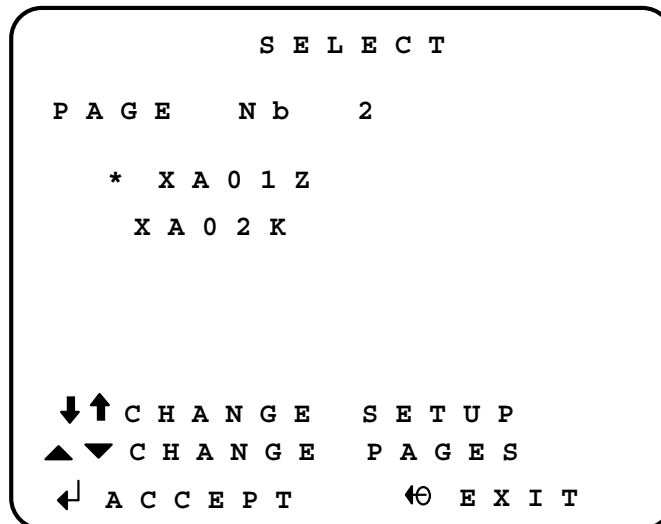 SELECT
PAGE Nb 2
* XA01Z
XA02K
CHANGE SETUP
CHANGE PAGES
ACCEPT EXIT